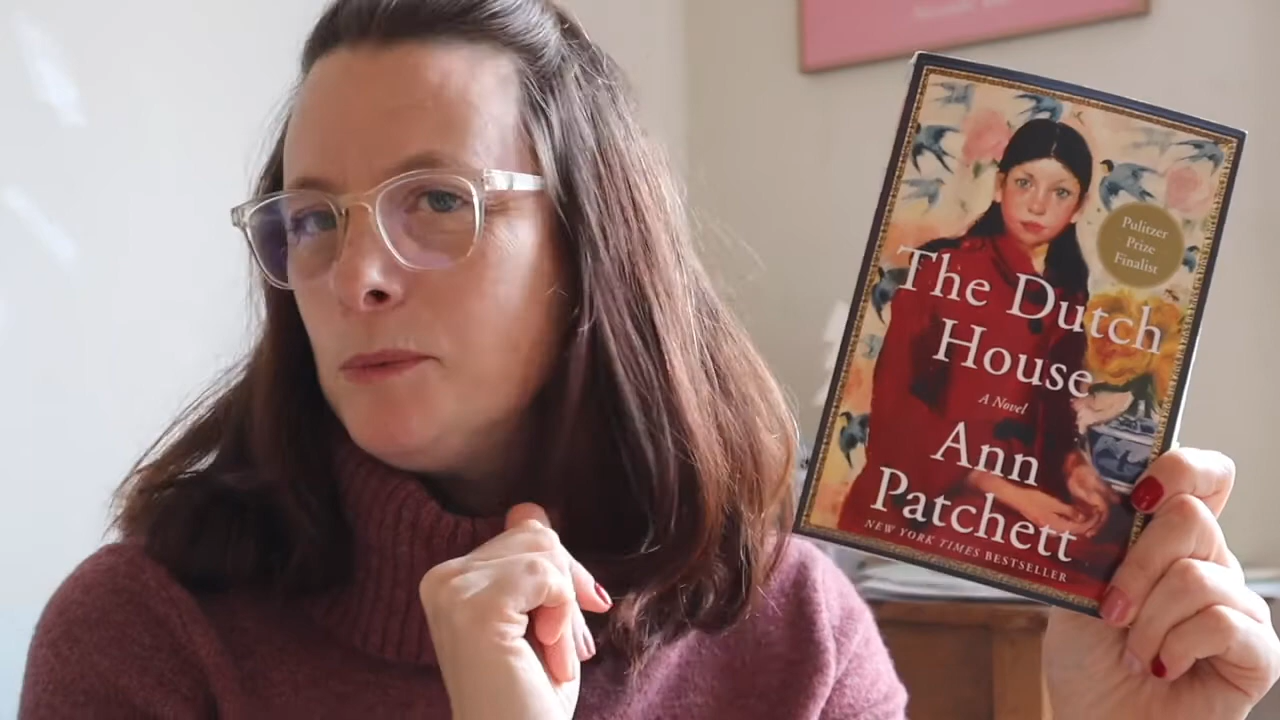 Pulitzer
Prize
Finalist
The Dutch
House
A Novel
Ann
Patchett
NEW YORK TIMES BESTSELLER